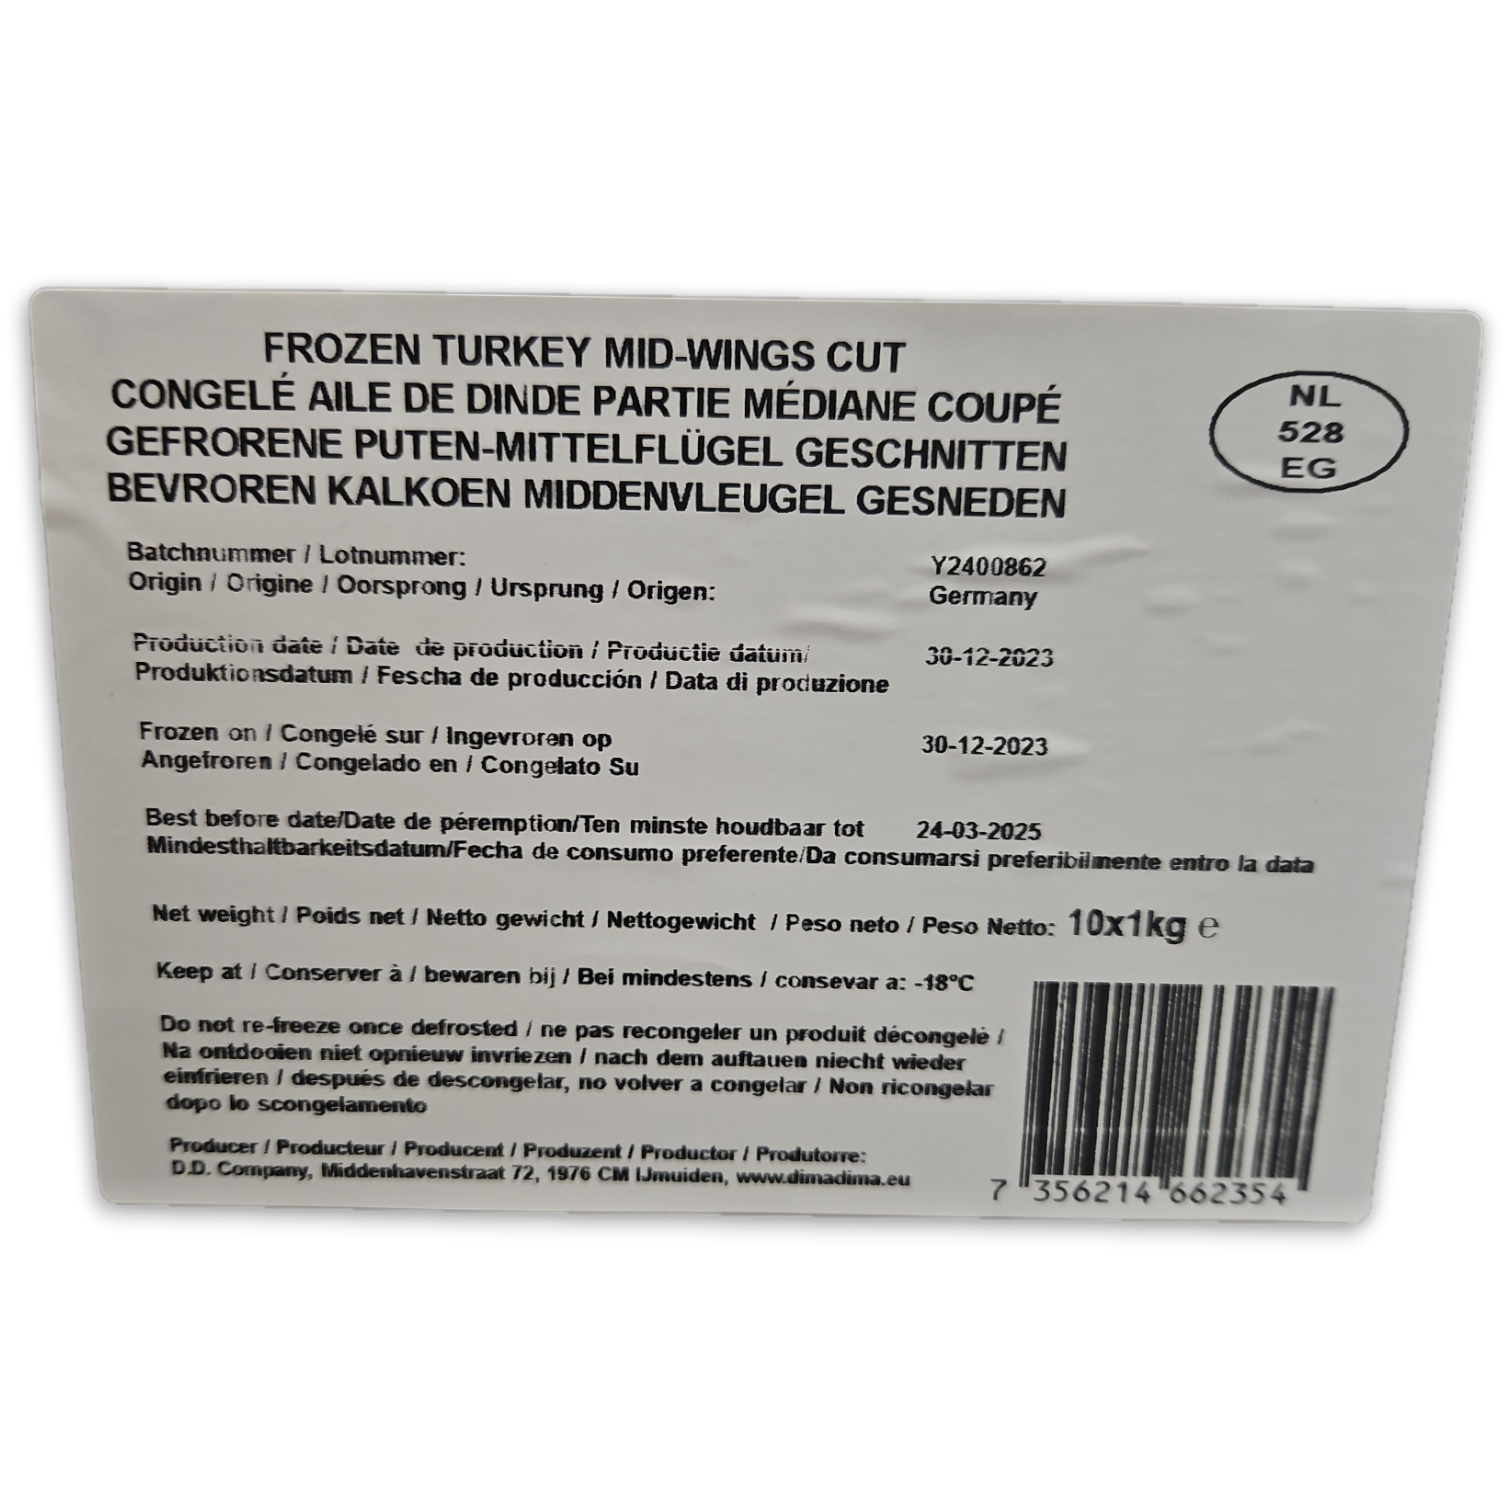 FROZEN TURKEY MID-WINGS CUT
CONGELÉ AILE DE DINDE PARTIE MÉDIANE COUPÉ
GEFRORENE PUTEN-MITTELFLÜGEL GESCHNITTEN
BEVROREN KALKOEN MIDDENVLEUGEL GESNEDEN
NL
528
EG
Batchnummer / Lotnummer: Y2400862
Origin / Origine / Oorsprong / Ursprung / Origen: Germany
Production date / Date de production / Productie datum/ 30-12-2023
Produktionsdatum / Fescha de producción / Data di produzione
Frozen on / Congelé sur / Ingevroren op 30-12-2023
Angefroren / Congelado en / Congelato Su
Best before date/Date de péremption/Ten minste houdbaar tot 24-03-2025
Mindesthaltbarkeitsdatum/Fecha de consumo preferente/Da consumarsi preferibilmente entro la data
Net weight / Poids net / Netto gewicht / Nettogewicht / Peso neto / Peso Netto: 10x1kg e
Keep at / Conserver à / bewaren bij / Bei mindestens / consevar a: -18°C
Do not re-freeze once defrosted / ne pas recongeler un produit décongelé /
Na ontdooien niet opnieuw invriezen / nach dem auftauen niecht wieder
einfrieren / después de descongelar, no volver a congelar / Non ricongelar
dopo lo scongelamento
Producer / Producteur / Producent / Produzent / Productor / Produtorre:
D.D. Company, Middenhavenstraat 72, 1976 CM IJmuiden, www.dimadima.eu
7 356214 662354